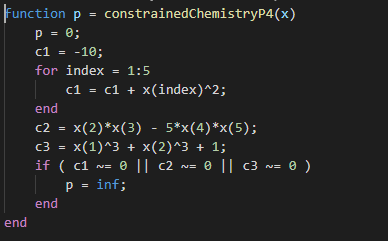 function p = constrainedChemistryP4(x)
p = 0;
c1 = -10;
for index = 1:5
c1 = c1 + x(index)^2;
end
c2 = x(2)*x(3) - 5*x(4)*x(5);
c3 = x(1)^3 + x(2)^3 + 1;
if ( c1 ~= 0 || c2 ~= 0 || c3 ~= 0 )
p = inf;
end
end